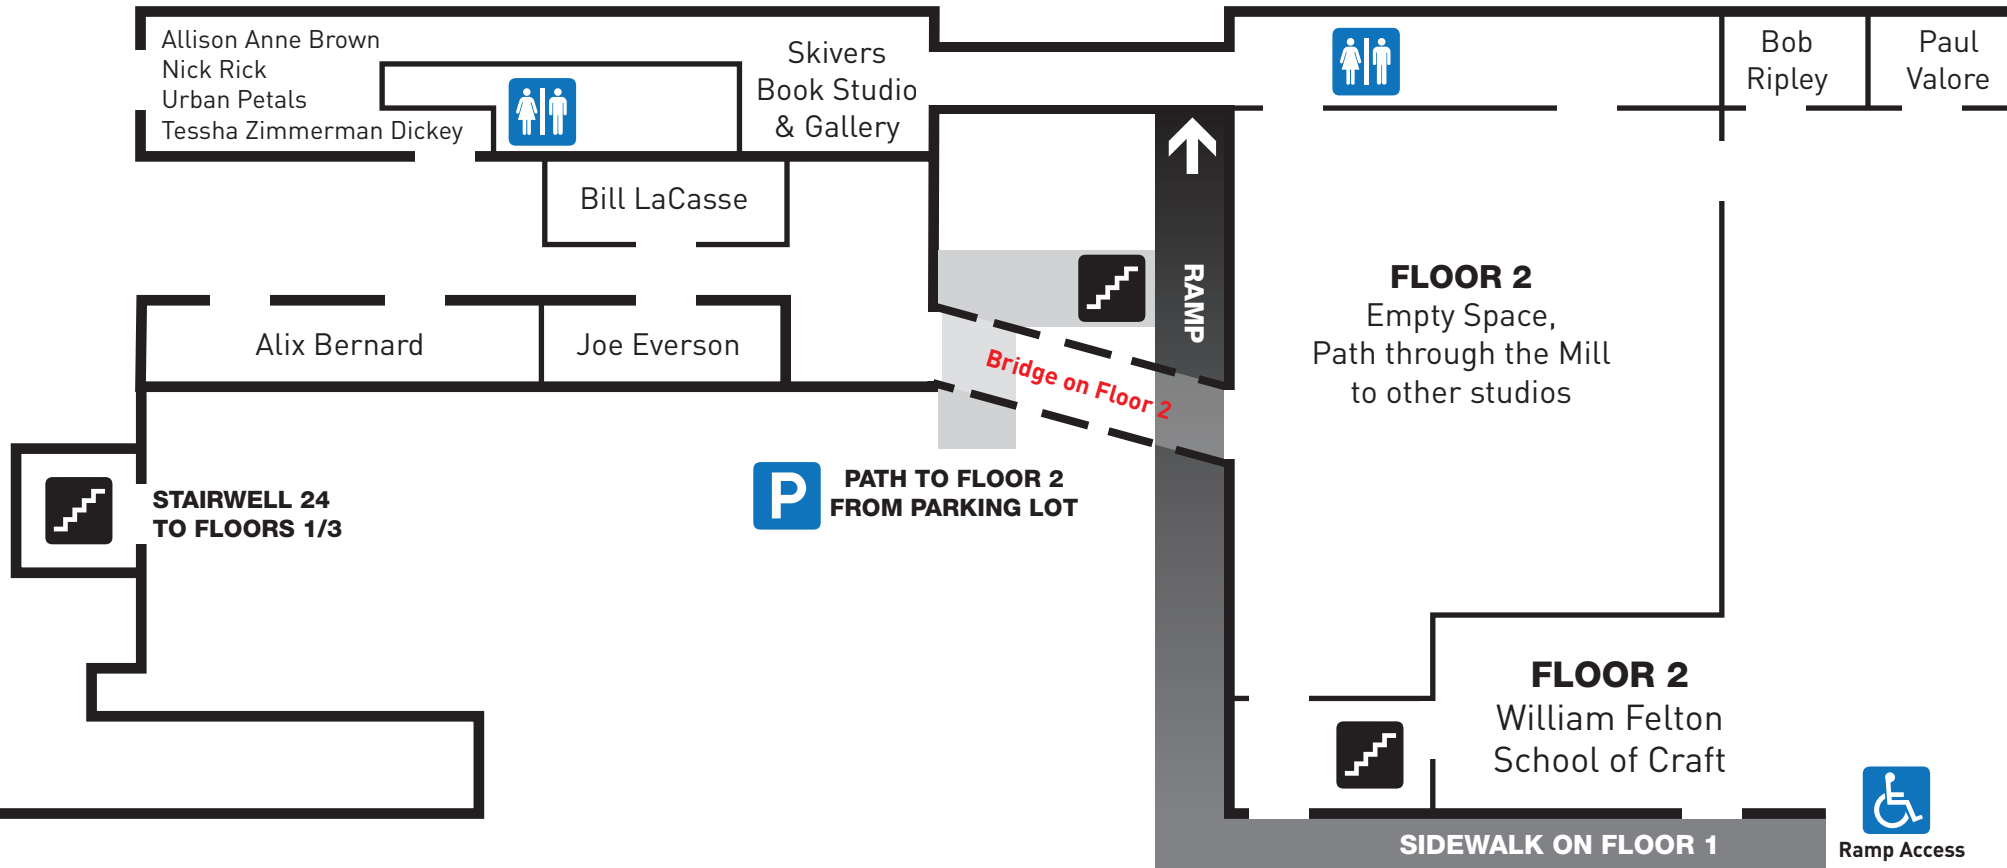 Allison Anne Brown
Nick Rick
Urban Petals
Tessha Zimmerman Dickey
Skivers
Book Studio
& Gallery
Bob
Ripley
Paul
Valore
Bill LaCasse
RAMP
FLOOR 2
Empty Space,
Path through the Mill
to other studios
Alix Bernard
Joe Everson
Bridge on Floor 2
STAIRWELL 24
TO FLOORS 1/3
P
PATH TO FLOOR 2
FROM PARKING LOT
FLOOR 2
William Felton
School of Craft
SIDEWALK ON FLOOR 1
Ramp Access